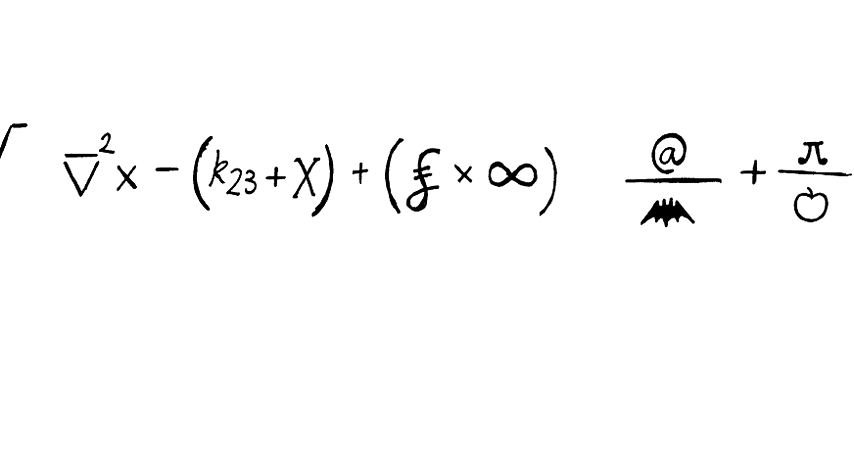 √ ∇²x − (k₂₃ + X) + (£ × ∞) @/🦇 + π/🍎